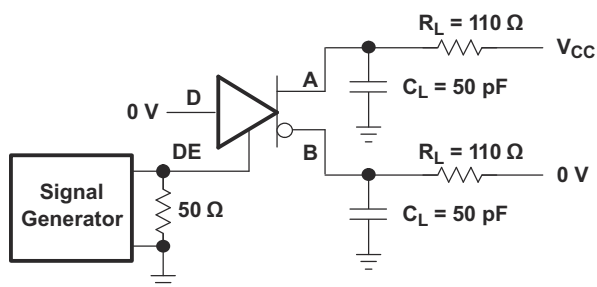 R_L = 110 Ω
V_CC
A
C_L = 50 pF
D
0 V
DE
B
R_L = 110 Ω
0 V
Signal
Generator
50 Ω
C_L = 50 pF